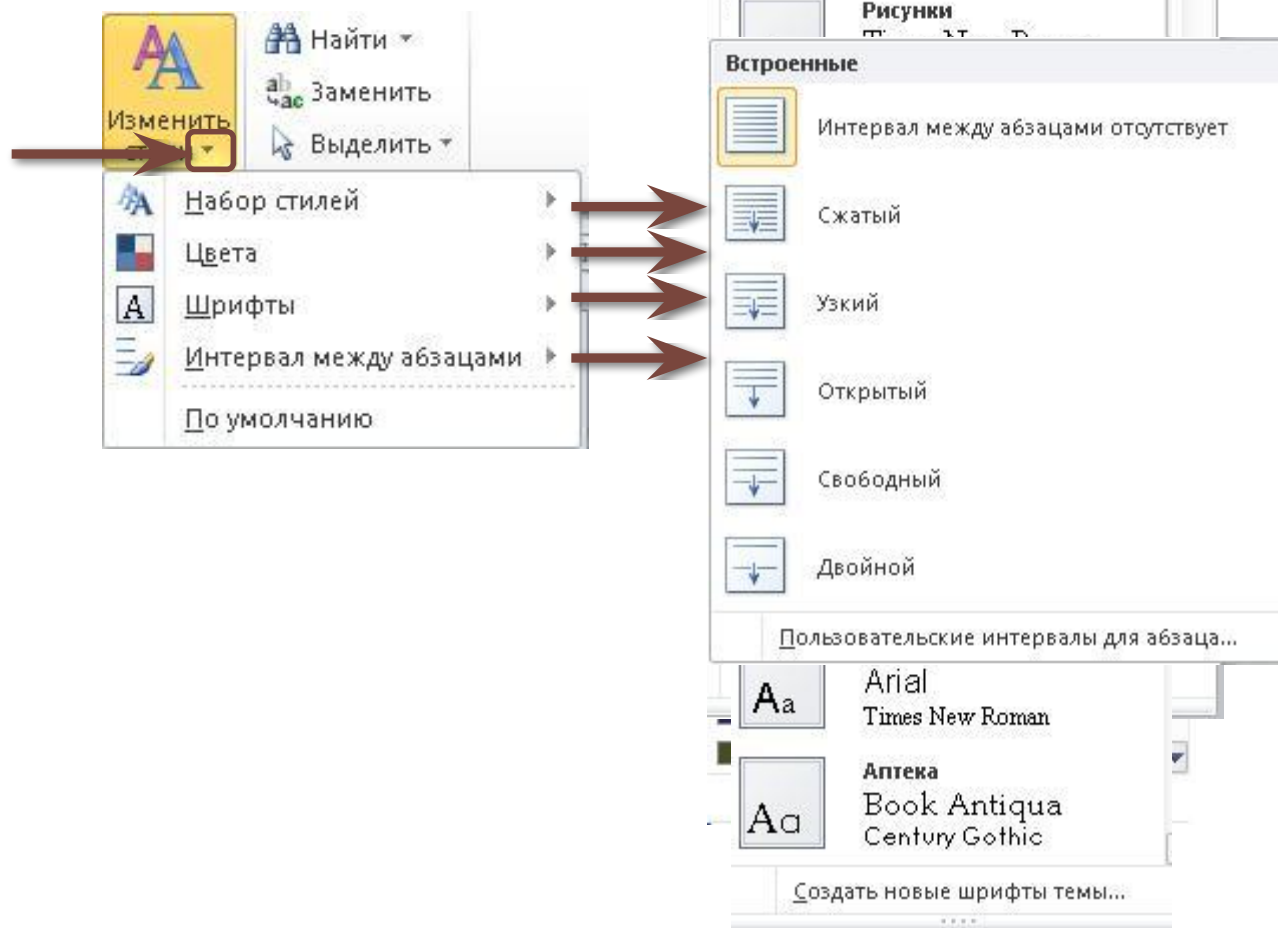 Изменить
Найти
Заменить
Выделить
Набор стилей
Цвета
Шрифты
Интервал между абзацами
По умолчанию
Рисунки
Встроенные
Интервал между абзацами отсутствует
Сжатый
Узкий
Открытый
Свободный
Двойной
Пользовательские интервалы для абзаца...
Aa
Arial
Times New Roman
Аптека
Aa
Book Antiqua
Century Gothic
Создать новые шрифты темы...